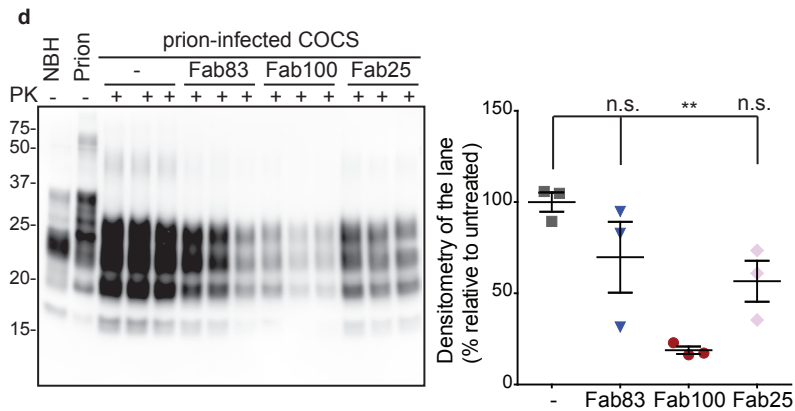 d
prion-infected COCS
NBH
Prion
- Fab83 Fab100 Fab25
PK - - + + + + + + + + + + + +
75-
50-
37-
25-
20-
15-
Densitometry of the lane
(% relative to untreated)
150
100
50
0
n.s. ** n.s.
- Fab83 Fab100 Fab25